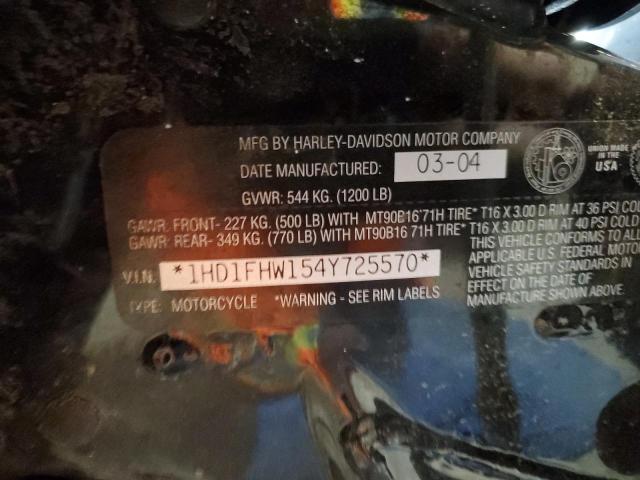 MFG BY HARLEY-DAVIDSON MOTOR COMPANY
DATE MANUFACTURED: 03-04
UNION MADE
IN THE
USA
GVWR: 544 KG. (1200 LB)
GAWR: FRONT- 227 KG. (500 LB) WITH MT90B16 71H TIRE* T16 X 3.00 D RIM AT 36 PSI COLD
GAWR: REAR- 349 KG. (770 LB) WITH MT90B16 71H TIRE* T16 X 3.00 D RIM AT 40 PSI COLD
THIS VEHICLE CONFORMS TO ALL
APPLICABLE U.S. FEDERAL MOTOR
VEHICLE SAFETY STANDARDS IN
EFFECT ON THE DATE OF
MANUFACTURE SHOWN ABOVE
V.I.N. *1HD1FHW154Y725570*
TYPE: MOTORCYCLE *WARNING - SEE RIM LABELS